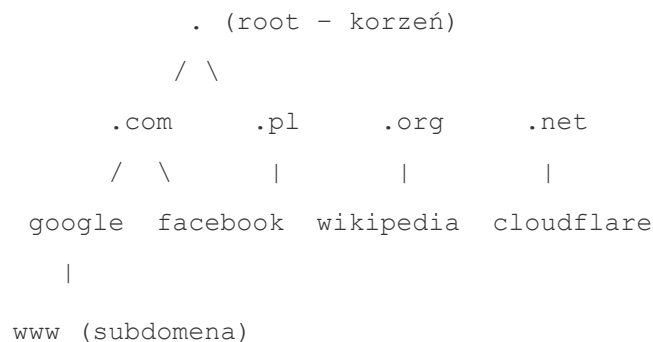 . (root – korzeń)
/ \
.com .pl .org .net
/ \ | | |
google facebook wikipedia cloudflare
|
www (subdomena)